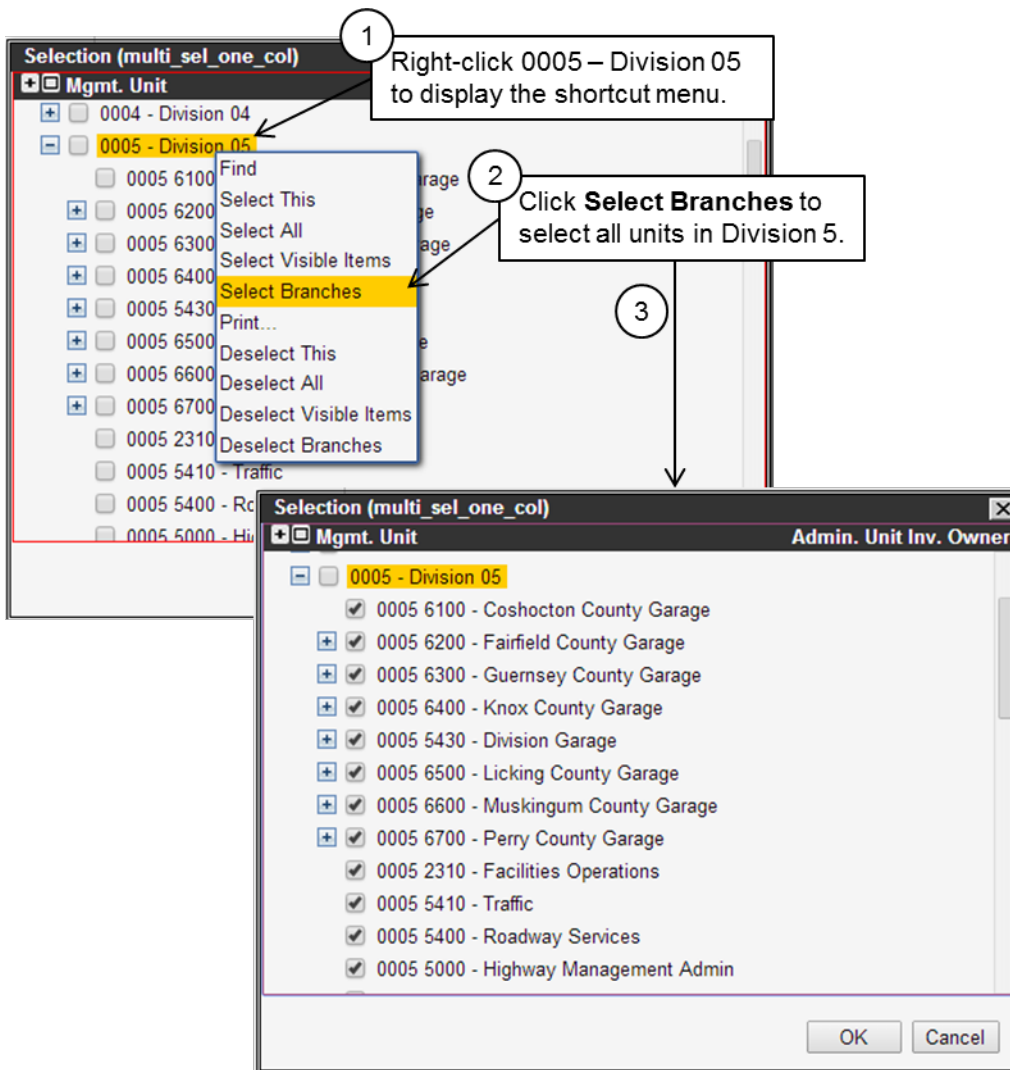 1
Right-click 0005 – Division 05
to display the shortcut menu.
Selection (multi_sel_one_col)
Mgmt. Unit
0004 - Division 04
0005 - Division 05
0005 6100
0005 6200
0005 6300
0005 6400
0005 5430
0005 6500
0005 6600
0005 6700
0005 2310
0005 5410 - Traffic
0005 5400 -
0005 5000 -
Find
Select This
Select All
Select Visible Items
Select Branches
Print...
Deselect This
Deselect All
Deselect Visible Items
Deselect Branches
2
Click Select Branches to
select all units in Division 5.
3
Selection (multi_sel_one_col)
Mgmt. Unit Admin. Unit Inv. Owner
0005 - Division 05
0005 6100 - Coshocton County Garage
0005 6200 - Fairfield County Garage
0005 6300 - Guernsey County Garage
0005 6400 - Knox County Garage
0005 5430 - Division Garage
0005 6500 - Licking County Garage
0005 6600 - Muskingum County Garage
0005 6700 - Perry County Garage
0005 2310 - Facilities Operations
0005 5410 - Traffic
0005 5400 - Roadway Services
0005 5000 - Highway Management Admin
OK Cancel